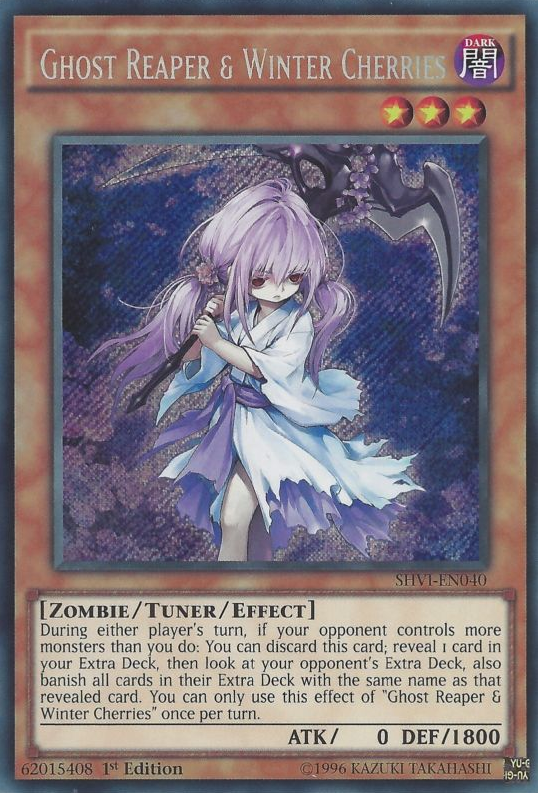 GHOST REAPER & WINTER CHERRIES
DARK
闇
SHVI-EN040
[ZOMBIE/TUNER/EFFECT]
During either player's turn, if your opponent controls more
monsters than you do: You can discard this card; reveal 1 card in
your Extra Deck, then look at your opponent's Extra Deck, also
banish all cards in their Extra Deck with the same name as that
revealed card. You can only use this effect of "Ghost Reaper &
Winter Cherries" once per turn.
ATK/ 0 DEF/1800
62015408 1st Edition ©1996 KAZUKI TAKAHASHI